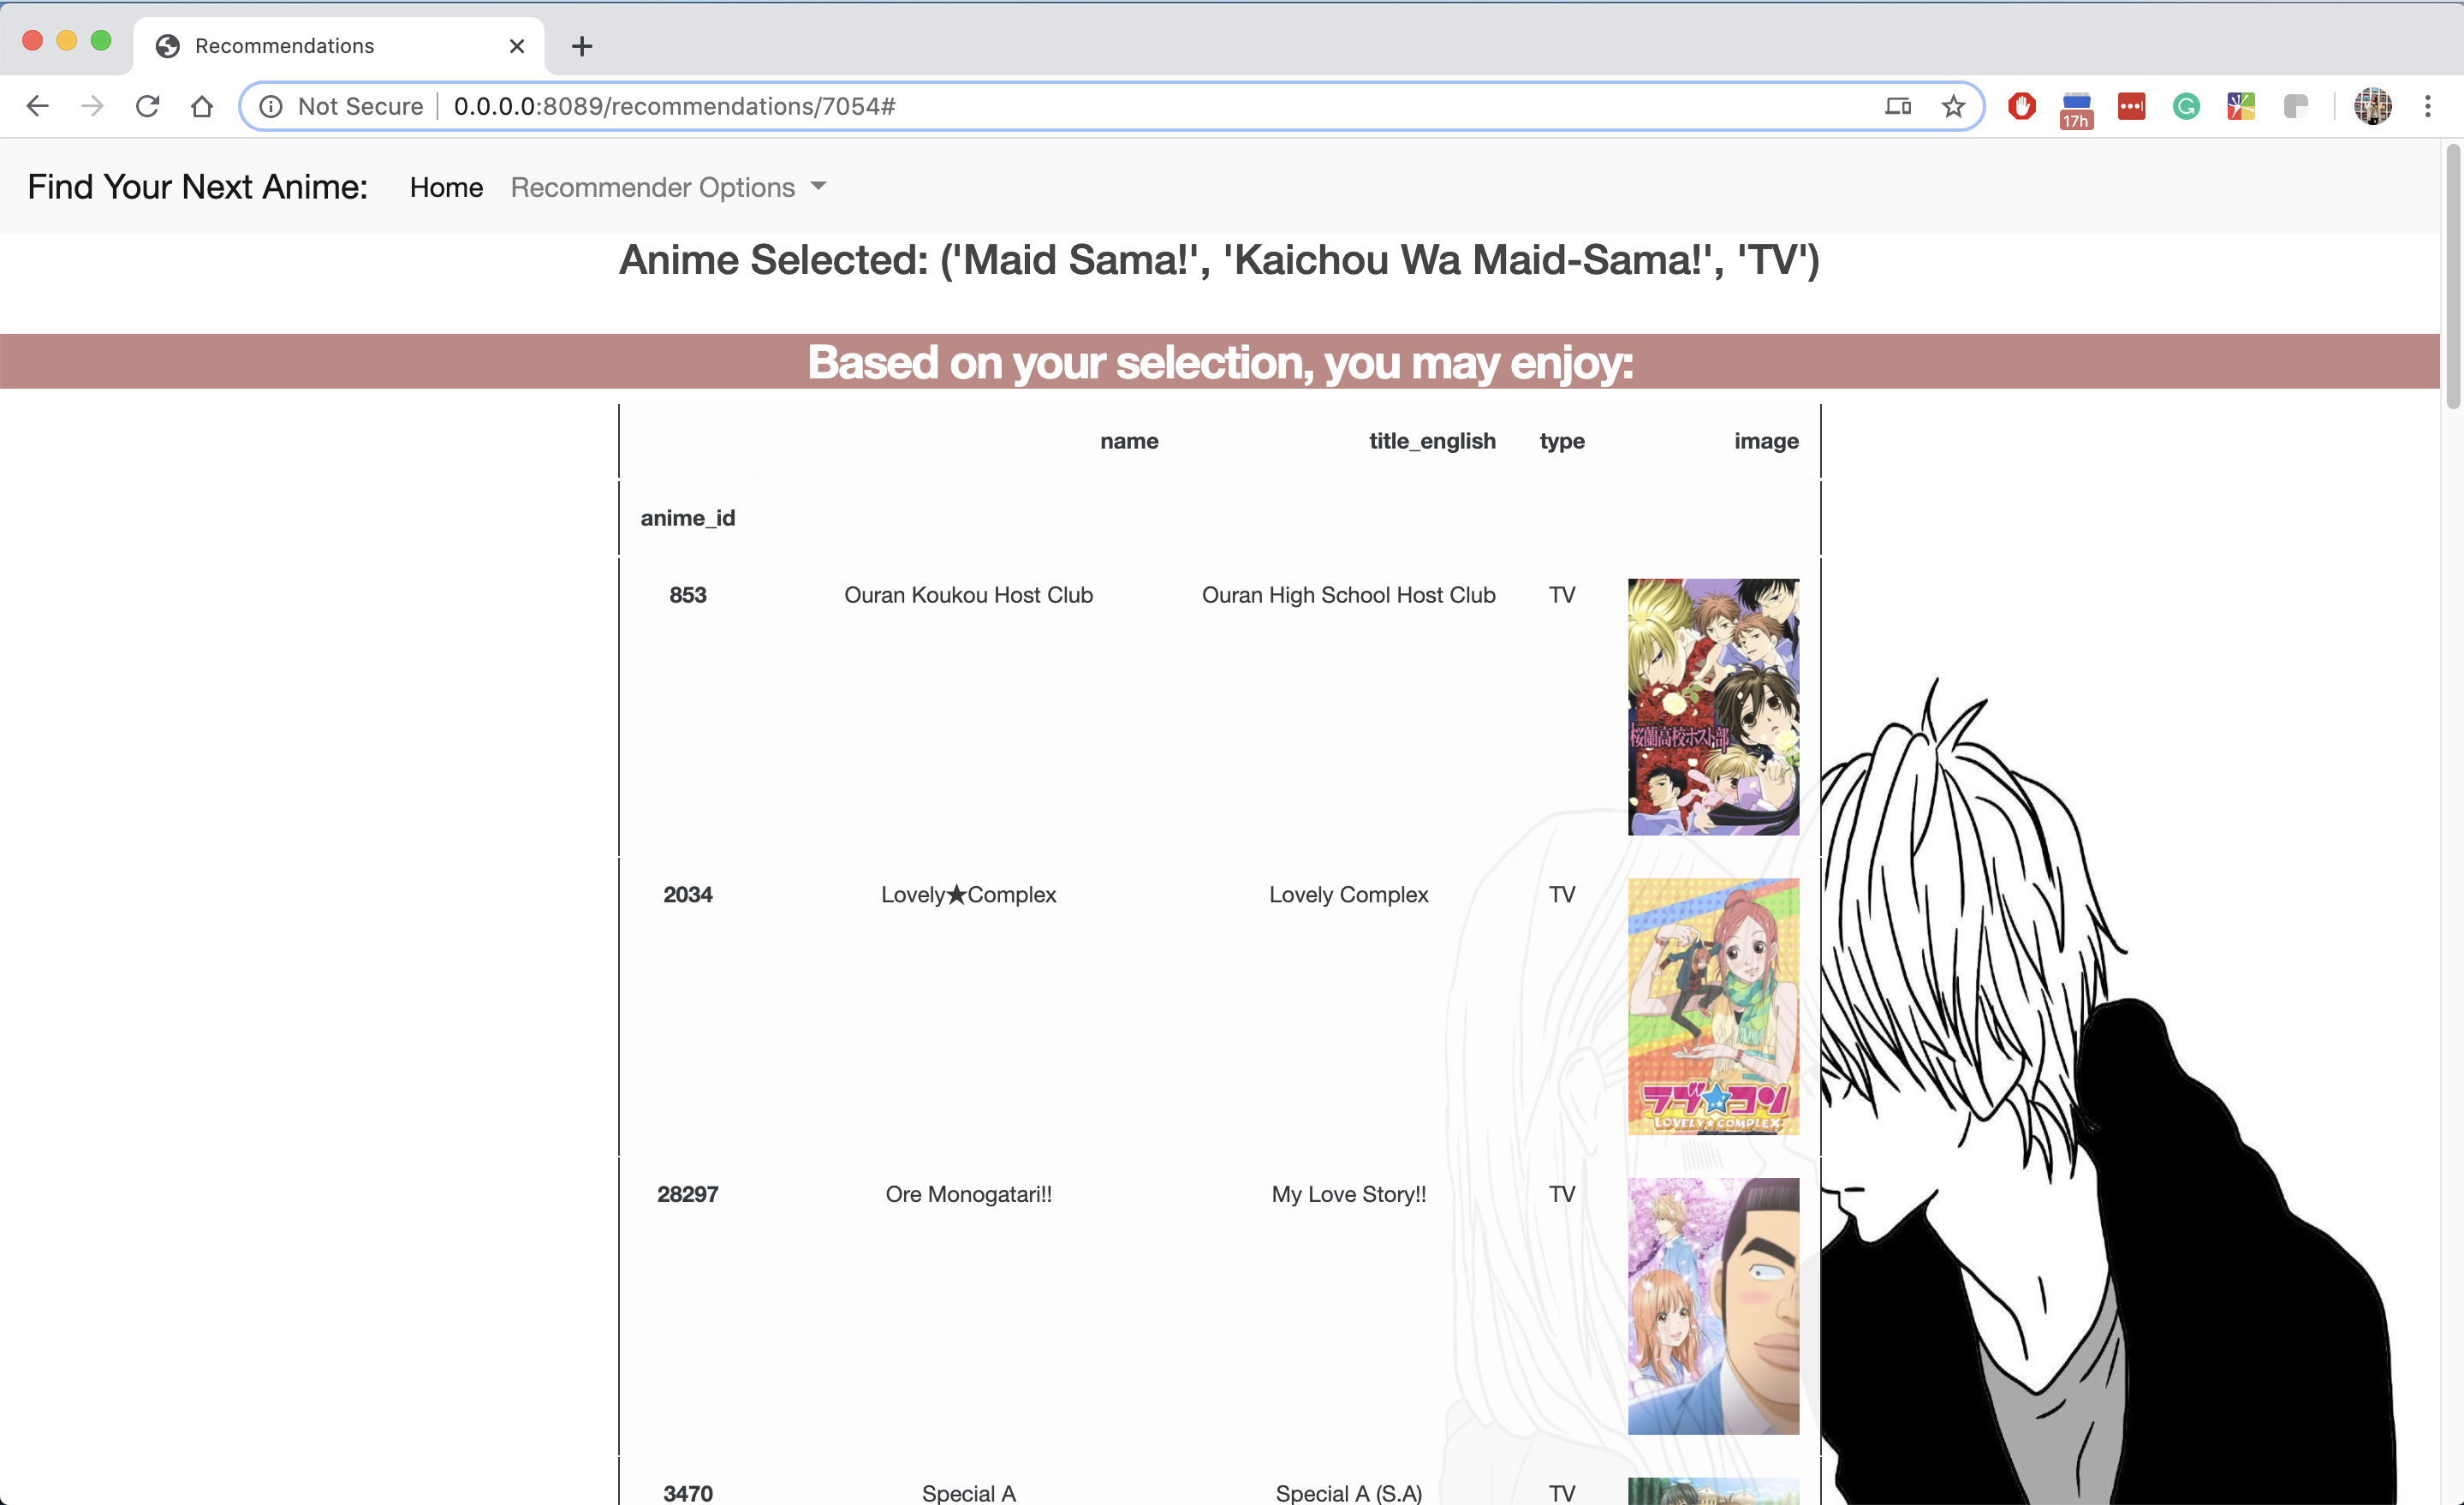 Recommendations
Not Secure 0.0.0.0:8089/recommendations/7054#
17h
Find Your Next Anime: Home Recommender Options
Anime Selected: ('Maid Sama!', 'Kaichou Wa Maid-Sama!', 'TV')
Based on your selection, you may enjoy:
name title_english type image
anime_id
853 Ouran Koukou Host Club Ouran High School Host Club TV
桜蘭高校ホスト部
2034 Lovely★Complex Lovely Complex TV
ラブ★コン
LOVELY★COMPLEX
28297 Ore Monogatari!! My Love Story!! TV
3470 Special A Special A (S.A) TV